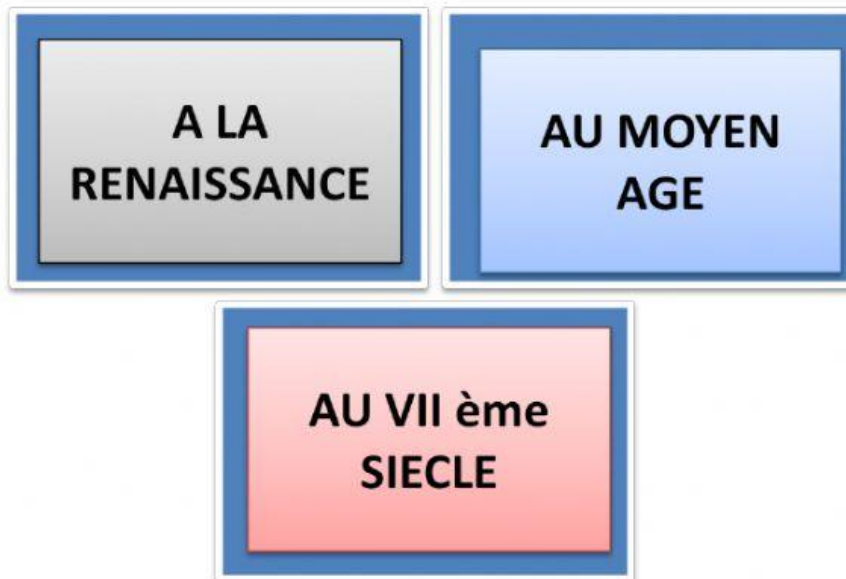 A LA
RENAISSANCE
AU MOYEN
AGE
AU VII ème
SIECLE